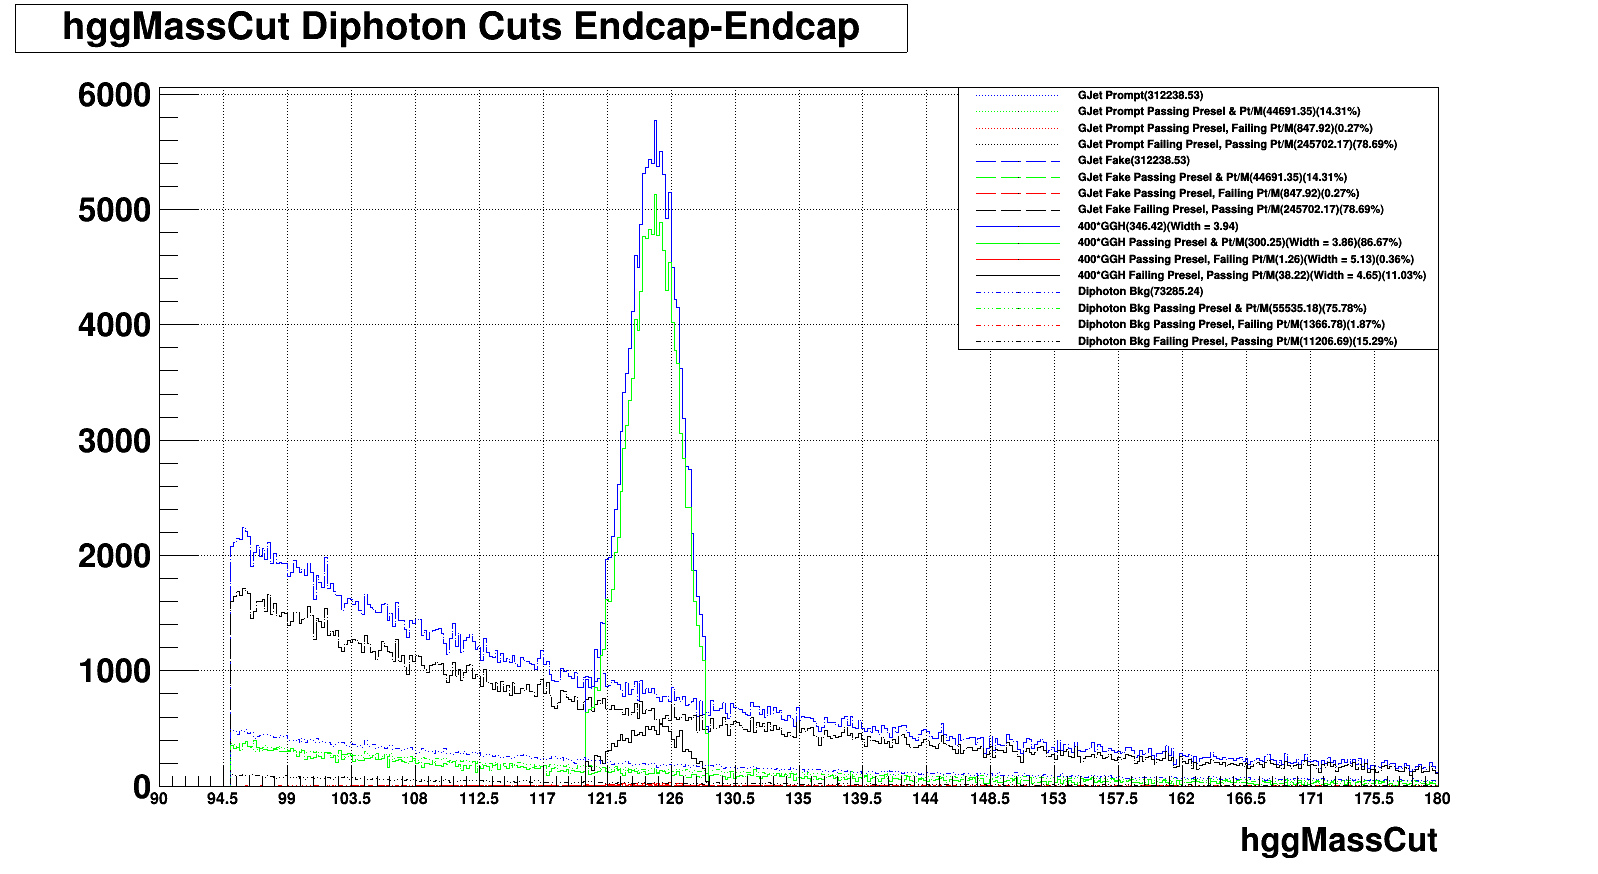 hggMassCut Diphoton Cuts Endcap-Endcap
6000
5000
4000
3000
2000
1000
0
GJet Prompt(312238.53)
GJet Prompt Passing Presel & Pt/M(44691.35)(14.31%)
GJet Prompt Passing Presel, Failing Pt/M(847.92)(0.27%)
GJet Prompt Failing Presel, Passing Pt/M(245702.17)(78.69%)
GJet Fake(312238.53)
GJet Fake Passing Presel & Pt/M(44691.35)(14.31%)
GJet Fake Passing Presel, Failing Pt/M(847.92)(0.27%)
GJet Fake Failing Presel, Passing Pt/M(245702.17)(78.69%)
400*GGH(346.42)(Width = 3.94)
400*GGH Passing Presel & Pt/M(300.25)(Width = 3.86)(86.67%)
400*GGH Passing Presel, Failing Pt/M(1.26)(Width = 5.13)(0.36%)
400*GGH Failing Presel, Passing Pt/M(38.22)(Width = 4.65)(11.03%)
Diphoton Bkg(73285.24)
Diphoton Bkg Passing Presel & Pt/M(55535.18)(75.78%)
Diphoton Bkg Passing Presel, Failing Pt/M(1366.78)(1.87%)
Diphoton Bkg Failing Presel, Passing Pt/M(11206.69)(15.29%)
90 94.5 99 103.5 108 112.5 117 121.5 126 130.5 135 139.5 144 148.5 153 157.5 162 166.5 171 175.5 180
hggMassCut